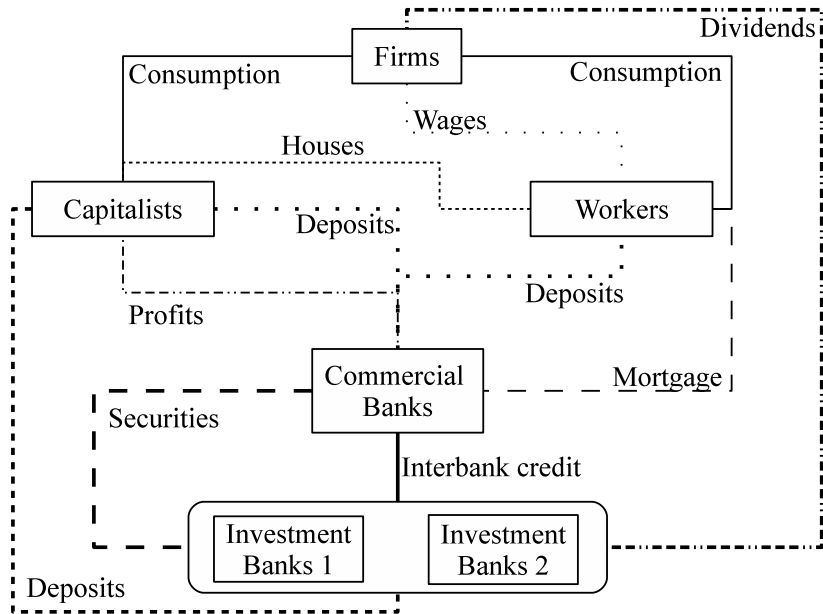 Dividends
Firms
Consumption
Consumption
Wages
Houses
Capitalists
Workers
Deposits
Deposits
Profits
Commercial
Banks
Mortgage
Securities
Interbank credit
Investment
Banks 1
Investment
Banks 2
Deposits